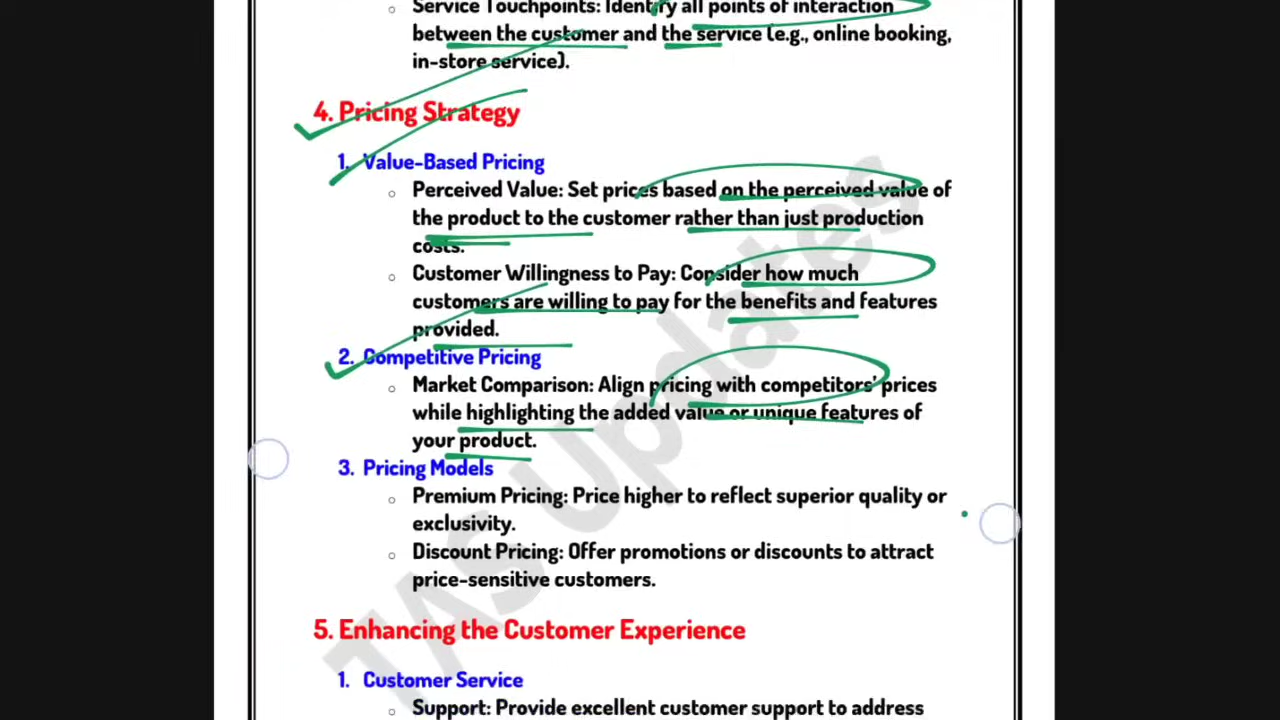 ○ Service Touchpoints: Identify all points of interaction
between the customer and the service (e.g., online booking,
in-store service).
4. Pricing Strategy
1. Value-Based Pricing
○ Perceived Value: Set prices based on the perceived value of
the product to the customer rather than just production
costs.
○ Customer Willingness to Pay: Consider how much
customers are willing to pay for the benefits and features
provided.
2. Competitive Pricing
○ Market Comparison: Align pricing with competitors' prices
while highlighting the added value or unique features of
your product.
3. Pricing Models
○ Premium Pricing: Price higher to reflect superior quality or
exclusivity.
○ Discount Pricing: Offer promotions or discounts to attract
price-sensitive customers.
5. Enhancing the Customer Experience
1. Customer Service
○ Support: Provide excellent customer support to address
JAS Updates